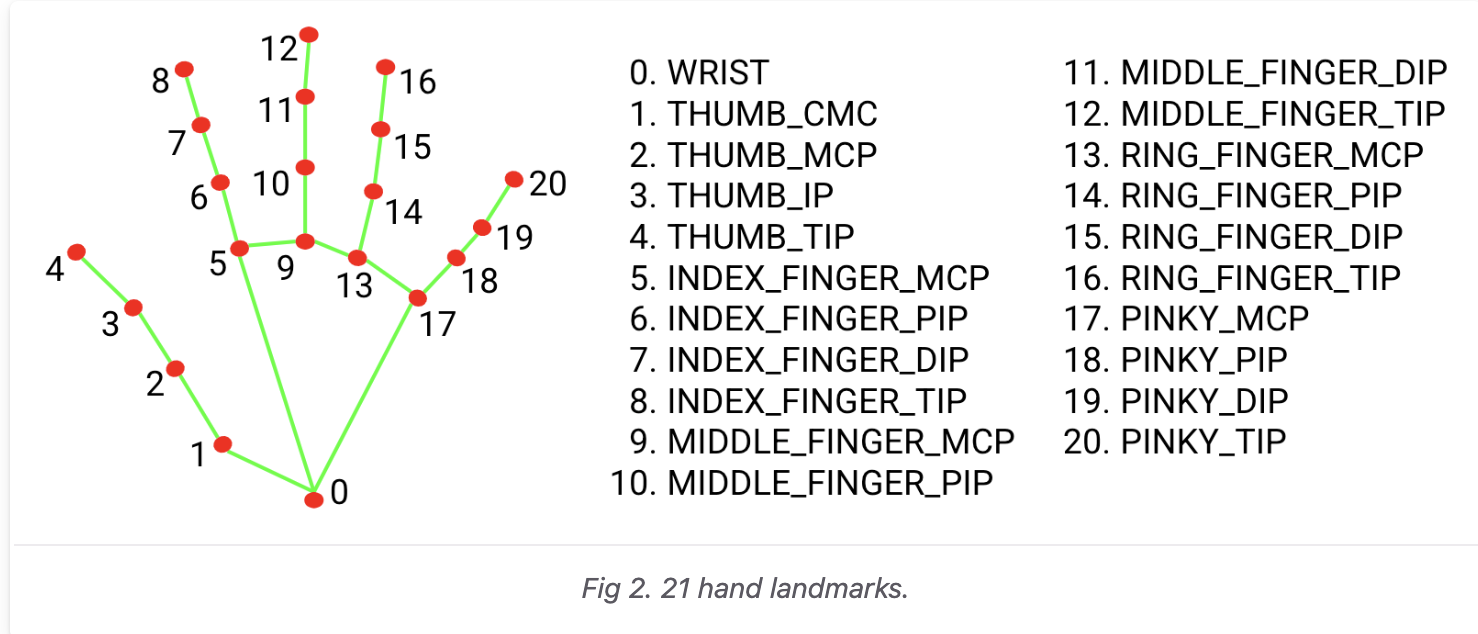 12
8
16
11
7
15
10
6
20
14
19
4
5
9
18
13
3
17
2
1
0
0. WRIST
1. THUMB_CMC
2. THUMB_MCP
3. THUMB_IP
4. THUMB_TIP
5. INDEX_FINGER_MCP
6. INDEX_FINGER_PIP
7. INDEX_FINGER_DIP
8. INDEX_FINGER_TIP
9. MIDDLE_FINGER_MCP
10. MIDDLE_FINGER_PIP
11. MIDDLE_FINGER_DIP
12. MIDDLE_FINGER_TIP
13. RING_FINGER_MCP
14. RING_FINGER_PIP
15. RING_FINGER_DIP
16. RING_FINGER_TIP
17. PINKY_MCP
18. PINKY_PIP
19. PINKY_DIP
20. PINKY_TIP
Fig 2. 21 hand landmarks.